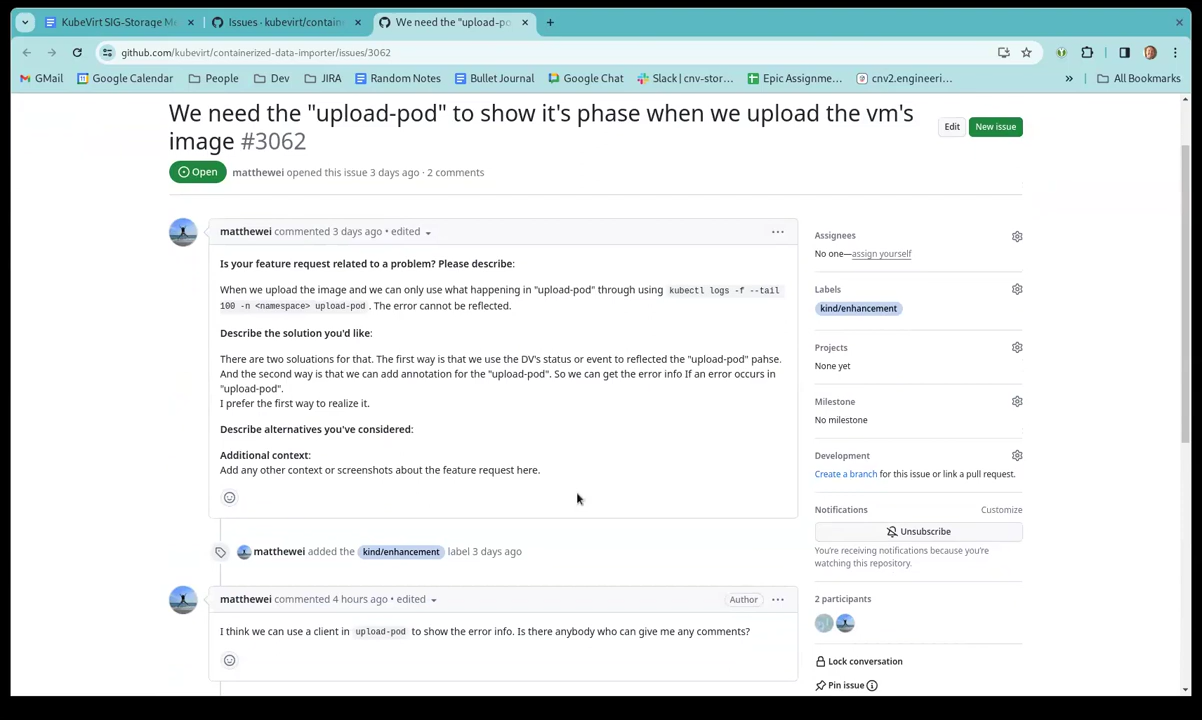 KubeVirt SIG-Storage M
Issues · kubevirt/contain
We need the "upload-po
github.com/kubevirt/containerized-data-importer/issues/3062
GMail
Google Calendar
People
Dev
JIRA
Random Notes
Bullet Journal
Google Chat
Slack | cnv-stor...
Epic Assignme...
cnv2.engineeri...
»
All Bookmarks
We need the "upload-pod" to show it's phase when we upload the vm's
image #3062
Edit
New issue
Open
matthewei opened this issue 3 days ago · 2 comments
matthewei commented 3 days ago • edited
Is your feature request related to a problem? Please describe:
When we upload the image and we can only use what happening in "upload-pod" through using kubectl logs -f --tail
100 -n <namespace> upload-pod . The error cannot be reflected.
Describe the solution you'd like:
There are two soluations for that. The first way is that we use the DV's status or event to reflected the "upload-pod" pahse.
And the second way is that we can add annotation for the "upload-pod". So we can get the error info If an error occurs in
"upload-pod".
I prefer the first way to realize it.
Describe alternatives you've considered:
Additional context:
Add any other context or screenshots about the feature request here.
matthewei added the kind/enhancement label 3 days ago
matthewei commented 4 hours ago • edited
Author
I think we can use a client in upload-pod to show the error info. Is there anybody who can give me any comments?
Assignees
No one—assign yourself
Labels
kind/enhancement
Projects
None yet
Milestone
No milestone
Development
Create a branch for this issue or link a pull request.
Notifications
Customize
Unsubscribe
You're receiving notifications because you're
watching this repository.
2 participants
Lock conversation
Pin issue